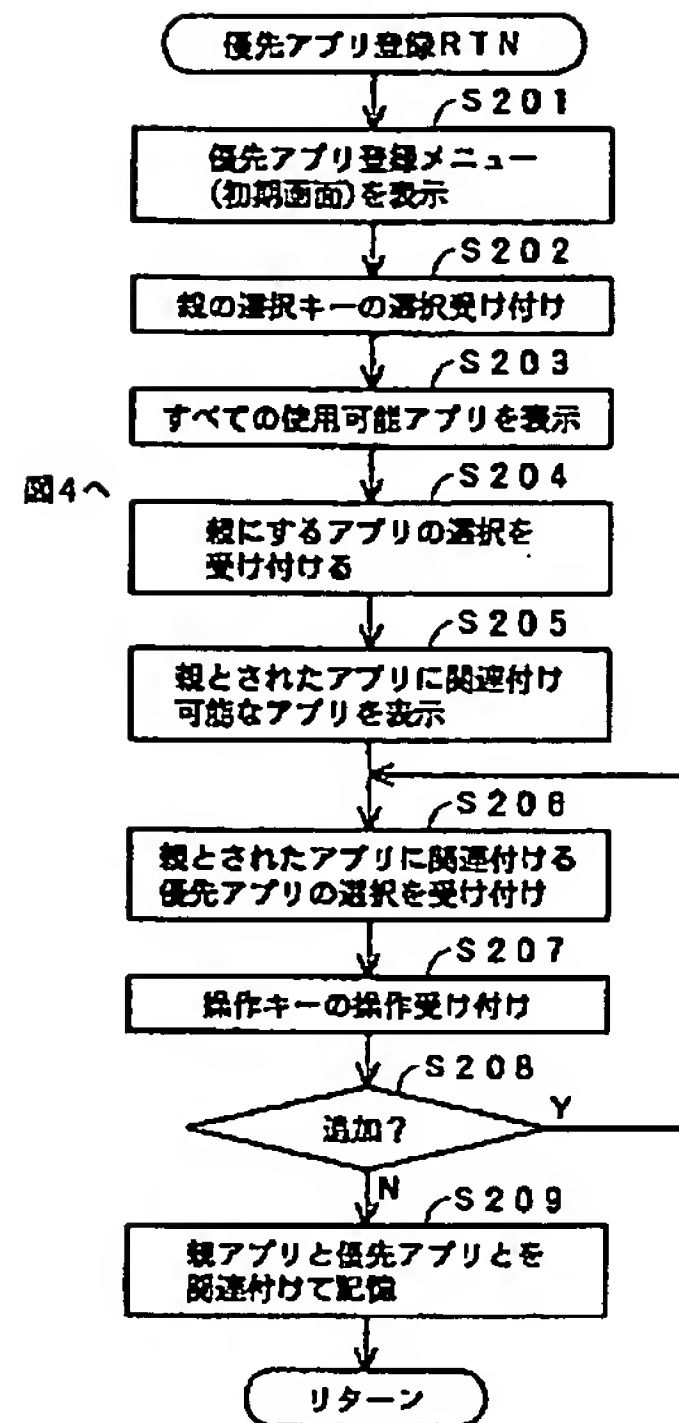 優先アプリ登録RTN
S201
優先アプリ登録メニュー
(初期画面)を表示
S202
親の選択キーの選択受け付け
S203
すべての使用可能アプリを表示
図4へ
S204
親にするアプリの選択を
受け付ける
S205
親とされたアプリに関連付け
可能なアプリを表示
S206
親とされたアプリに関連付ける
優先アプリの選択を受け付け
S207
操作キーの操作受け付け
S208
追加?
Y
N
S209
親アプリと優先アプリとを
関連付けて記憶
リターン